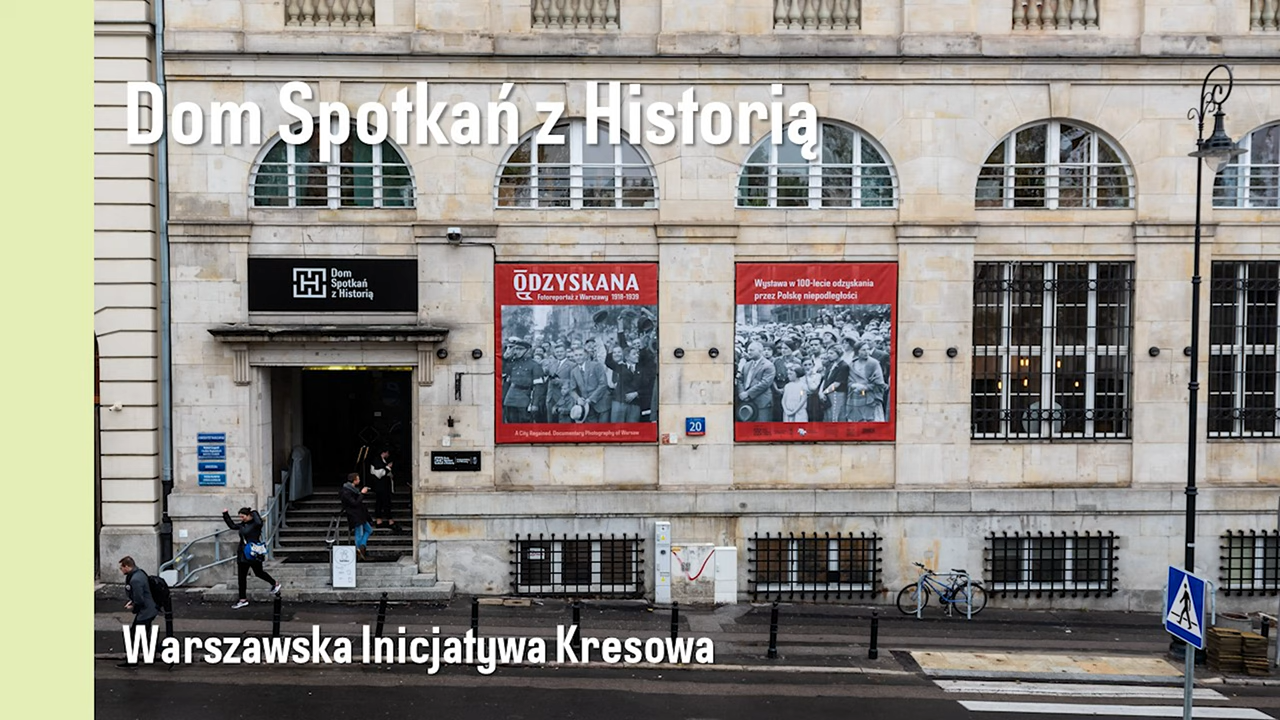 Dom Spotkań z Historią
Dom
Spotkań
z Historią
ODZYSKANA
Fotoreportaż z Warszawy 1918-1939
A City Regained. Documentary Photography of Warsaw
Wystawa w 100-lecie odzyskania
przez Polskę niepodległości
20
Warszawska Inicjatywa Kresowa